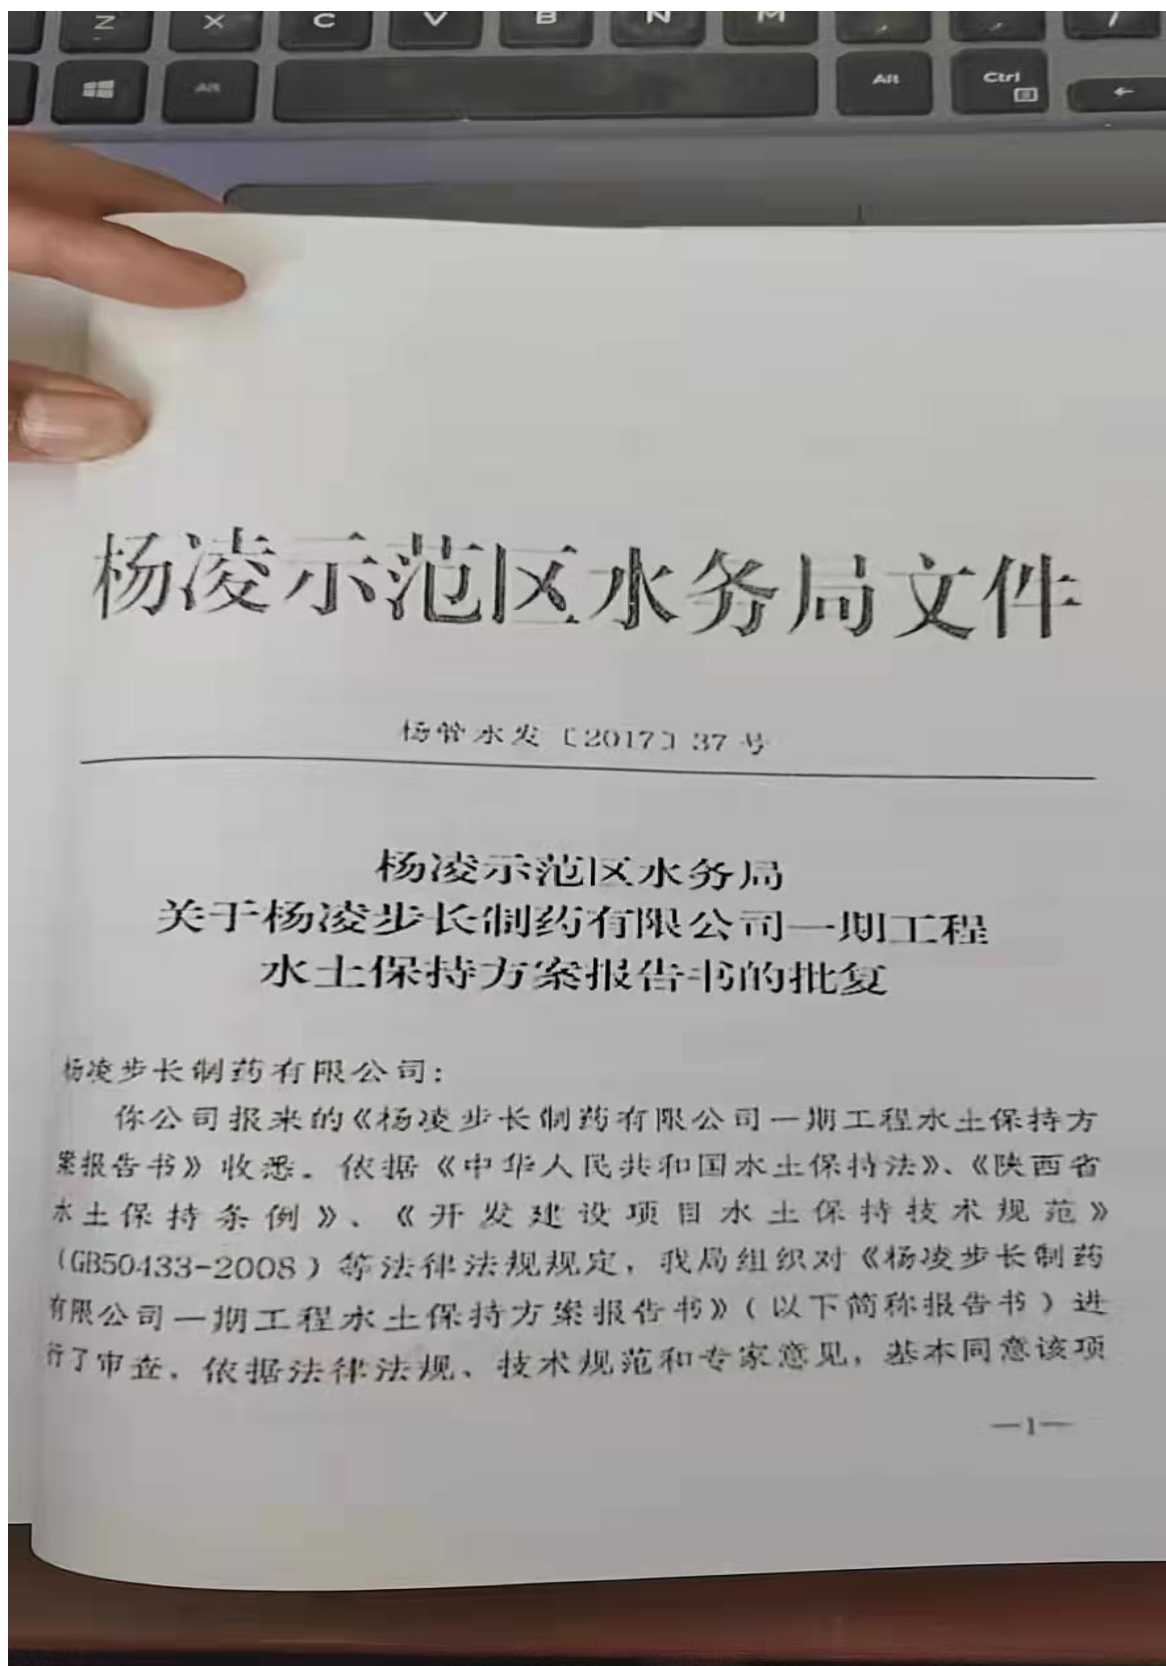 Z X C V B N M , . /
Alt Alt Ctrl ←
杨凌示范区水务局文件
杨管水发〔2017〕37号
杨凌示范区水务局
关于杨凌步长制药有限公司一期工程
水土保持方案报告书的批复
杨凌步长制药有限公司：
你公司报来的《杨凌步长制药有限公司一期工程水土保持方
案报告书》收悉。依据《中华人民共和国水土保持法》、《陕西省
水土保持条例》、《开发建设项目水土保持技术规范》
（GB50433-2008）等法律法规规定，我局组织对《杨凌步长制药
有限公司一期工程水土保持方案报告书》（以下简称报告书）进
行了审查。依据法律法规、技术规范和专家意见，基本同意该项
—1—